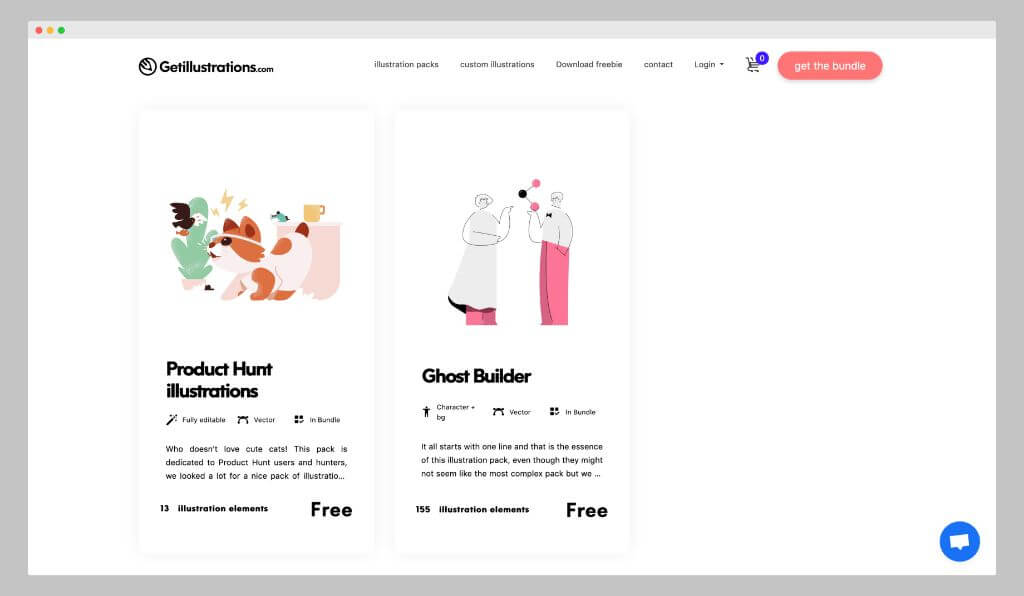 Getillustrations.com
illustration packs
custom illustrations
Download freebie
contact
Login
0
get the bundle
Product Hunt
illustrations
Fully editable
Vector
In Bundle
Who doesn't love cute cats! This pack is
dedicated to Product Hunt users and hunters,
we looked a lot for a nice pack of illustratio...
13 illustration elements
Free
Ghost Builder
Character +
bg
Vector
In Bundle
It all starts with one line and that is the essence
of this illustration pack, even though they might
not seem like the most complex pack but we ...
155 illustration elements
Free